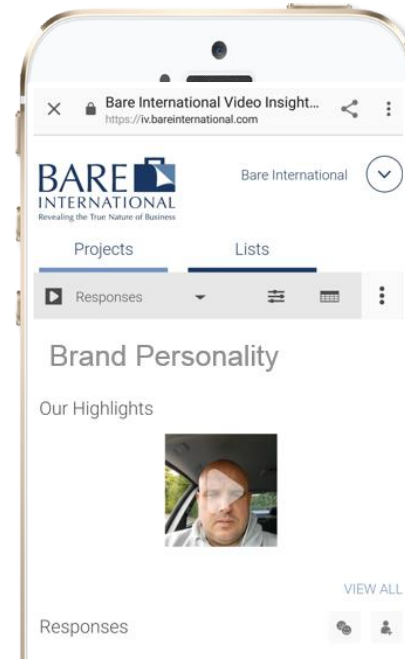 Bare International Video Insight...
https://iv.bareinternational.com
BARE
INTERNATIONAL
Revealing the True Nature of Business
Bare International
Projects Lists
Responses
Brand Personality
Our Highlights
VIEW ALL
Responses